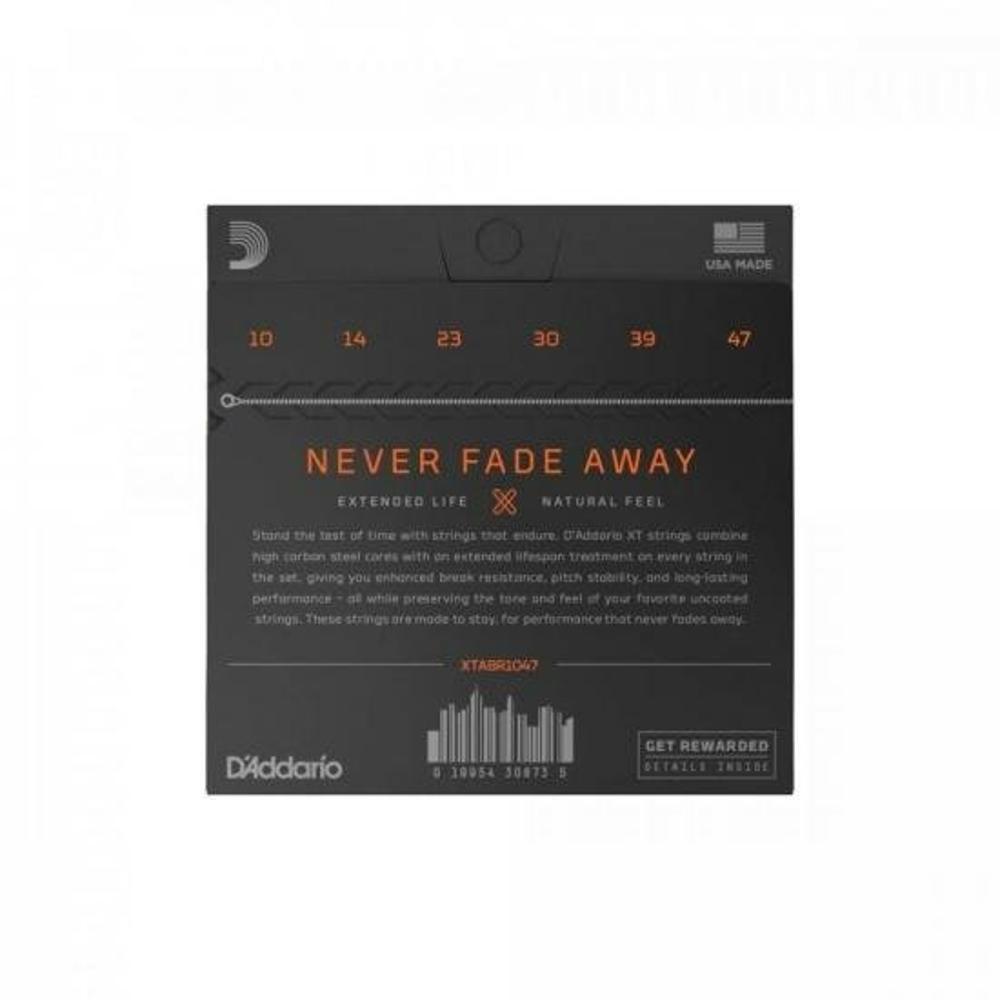 USA MADE
10 14 23 30 39 47
NEVER FADE AWAY
EXTENDED LIFE X NATURAL FEEL
Stand the test of time with strings that endure. D'Addario XT strings combine
high carbon steel cores with an extended lifespan treatment on every string in
the set, giving you enhanced break resistance, pitch stability, and long-lasting
performance - all while preserving the tone and feel of your favorite uncoated
strings. These strings are made to stay, for performance that never fades away.
XTABR1047
D'Addario
0 19954 30873 5
GET REWARDED
DETAILS INSIDE